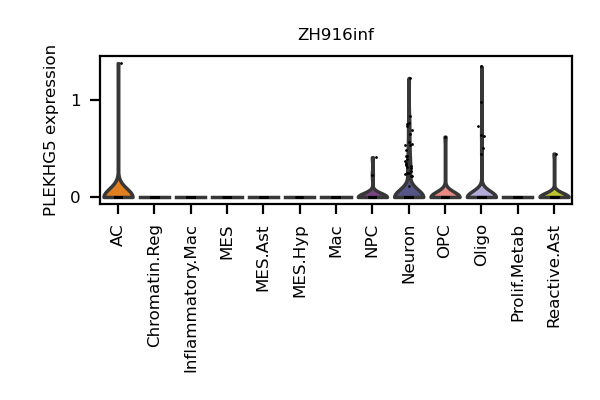 ZH916inf
PLEKHG5 expression
1
0
AC
Chromatin.Reg
Inflammatory.Mac
MES
MES.Ast
MES.Hyp
Mac
NPC
Neuron
OPC
Oligo
Prolif.Metab
Reactive.Ast